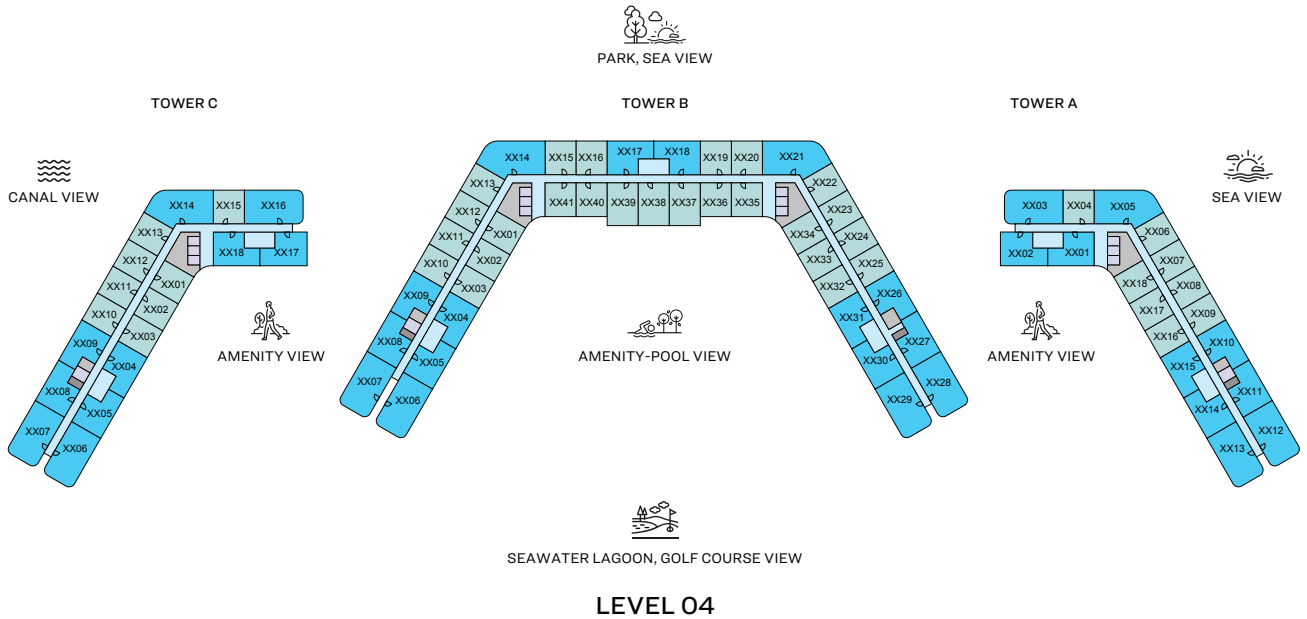 PARK, SEA VIEW
TOWER C
TOWER B
TOWER A
CANAL VIEW
SEA VIEW
XX14
XX15
XX16
XX13
XX12
XX11
XX10
XX09
XX08
XX07
XX18
XX17
XX01
XX02
XX03
XX04
XX05
XX06
AMENITY VIEW
XX14
XX15
XX16
XX17
XX18
XX19
XX20
XX21
XX13
XX12
XX11
XX10
XX09
XX08
XX07
XX41
XX40
XX39
XX38
XX37
XX36
XX35
XX01
XX02
XX03
XX04
XX05
XX06
XX22
XX23
XX24
XX25
XX26
XX27
XX28
XX34
XX33
XX32
XX31
XX30
XX29
AMENITY-POOL VIEW
XX03
XX04
XX05
XX02
XX01
XX06
XX07
XX08
XX09
XX10
XX11
XX12
XX18
XX17
XX16
XX15
XX14
XX13
AMENITY VIEW
SEAWATER LAGOON, GOLF COURSE VIEW
LEVEL 04